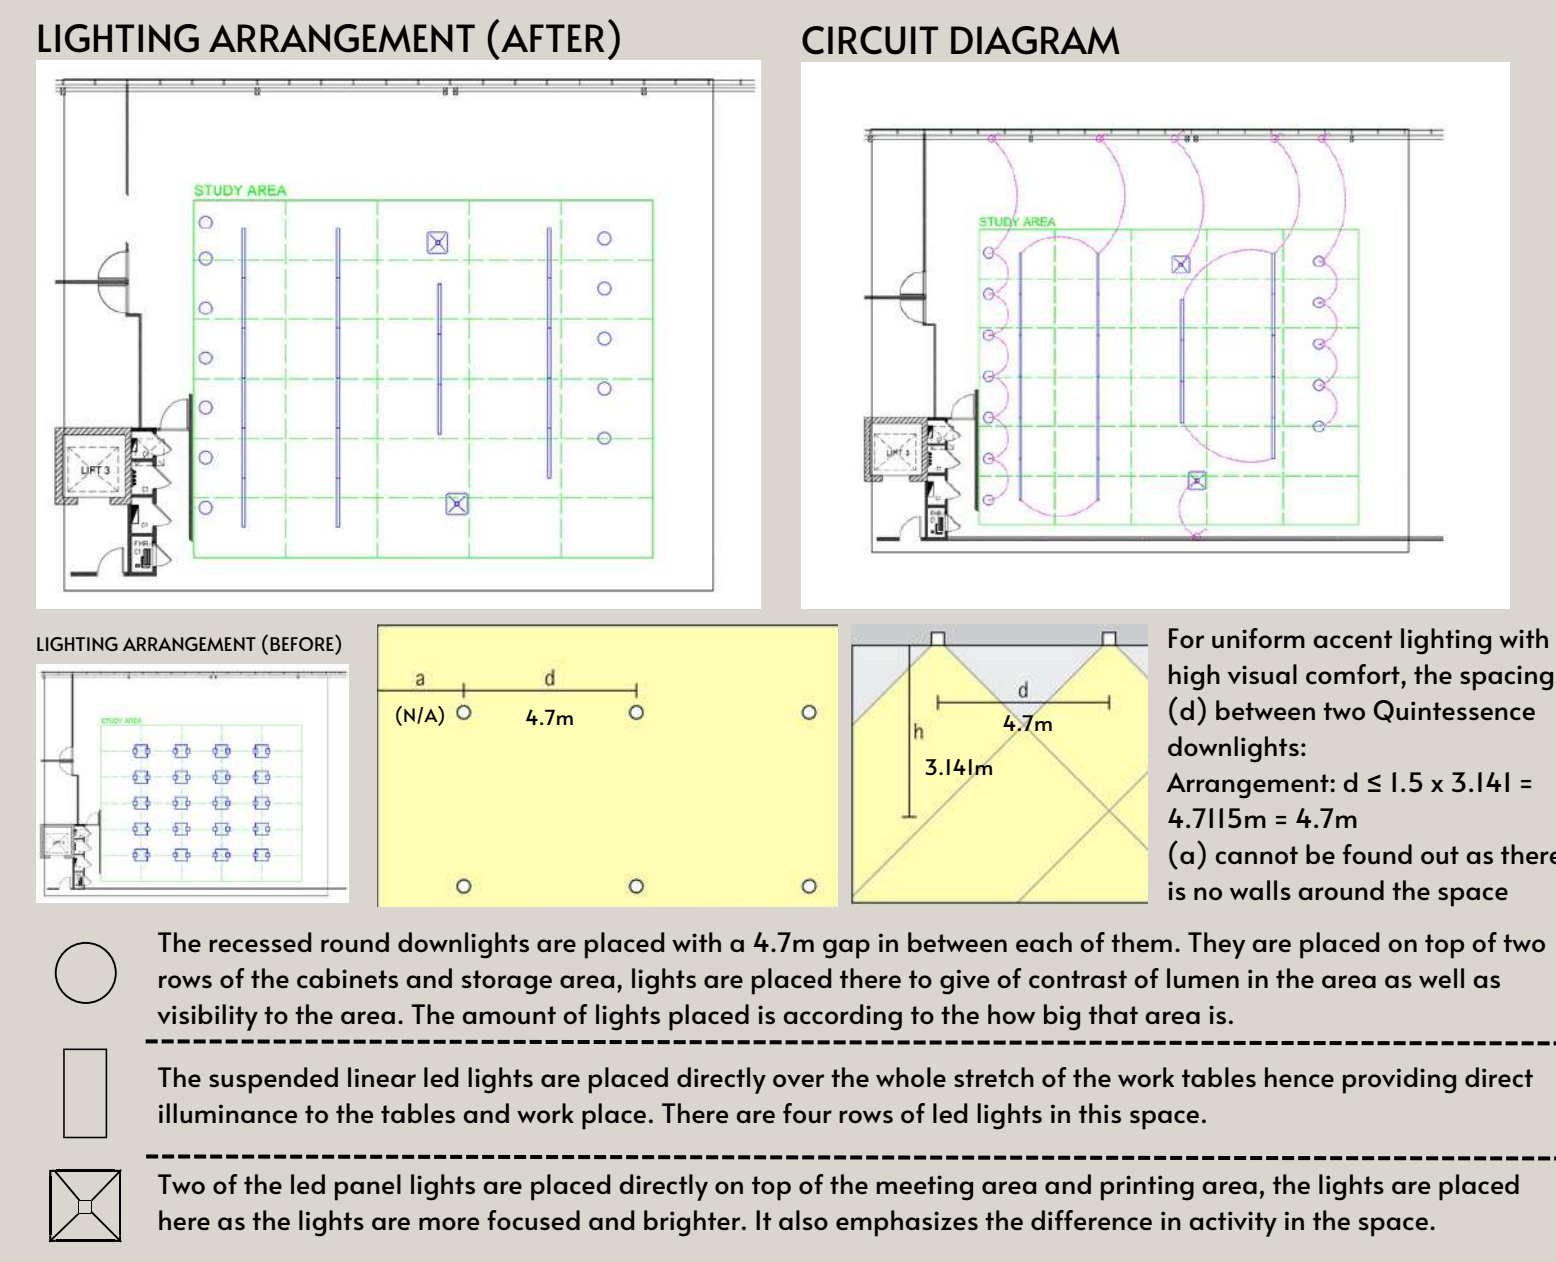 LIGHTING ARRANGEMENT (AFTER)
STUDY AREA
LIFT 3
C1
C1
FHR-
C1
CIRCUIT DIAGRAM
STUDY AREA
LIFT 3
LIGHTING ARRANGEMENT (BEFORE)
STUDY AREA
a
d
(N/A)
4.7m
d
4.7m
h
3.141m
For uniform accent lighting with
high visual comfort, the spacing
(d) between two Quintessence
downlights:
Arrangement: d ≤ 1.5 x 3.141 =
4.7115m = 4.7m
(a) cannot be found out as there
is no walls around the space
The recessed round downlights are placed with a 4.7m gap in between each of them. They are placed on top of two
rows of the cabinets and storage area, lights are placed there to give of contrast of lumen in the area as well as
visibility to the area. The amount of lights placed is according to the how big that area is.
The suspended linear led lights are placed directly over the whole stretch of the work tables hence providing direct
illuminance to the tables and work place. There are four rows of led lights in this space.
Two of the led panel lights are placed directly on top of the meeting area and printing area, the lights are placed
here as the lights are more focused and brighter. It also emphasizes the difference in activity in the space.